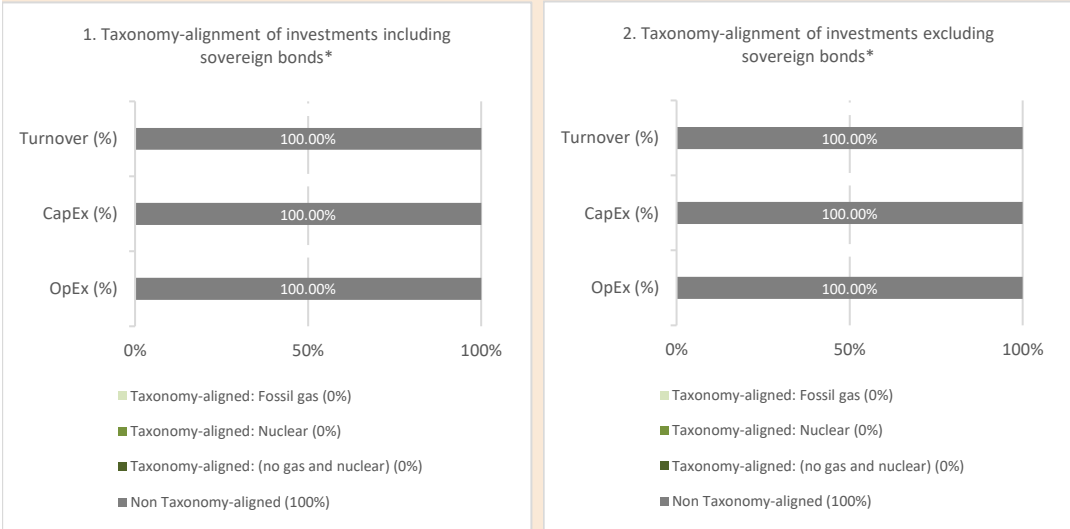 1. Taxonomy-alignment of investments including
sovereign bonds*
Turnover (%)
100.00%
CapEx (%)
100.00%
OpEx (%)
100.00%
0%
50%
100%
Taxonomy-aligned: Fossil gas (0%)
Taxonomy-aligned: Nuclear (0%)
Taxonomy-aligned: (no gas and nuclear) (0%)
Non Taxonomy-aligned (100%)
2. Taxonomy-alignment of investments excluding
sovereign bonds*
Turnover (%)
100.00%
CapEx (%)
100.00%
OpEx (%)
100.00%
0%
50%
100%
Taxonomy-aligned: Fossil gas (0%)
Taxonomy-aligned: Nuclear (0%)
Taxonomy-aligned: (no gas and nuclear) (0%)
Non Taxonomy-aligned (100%)